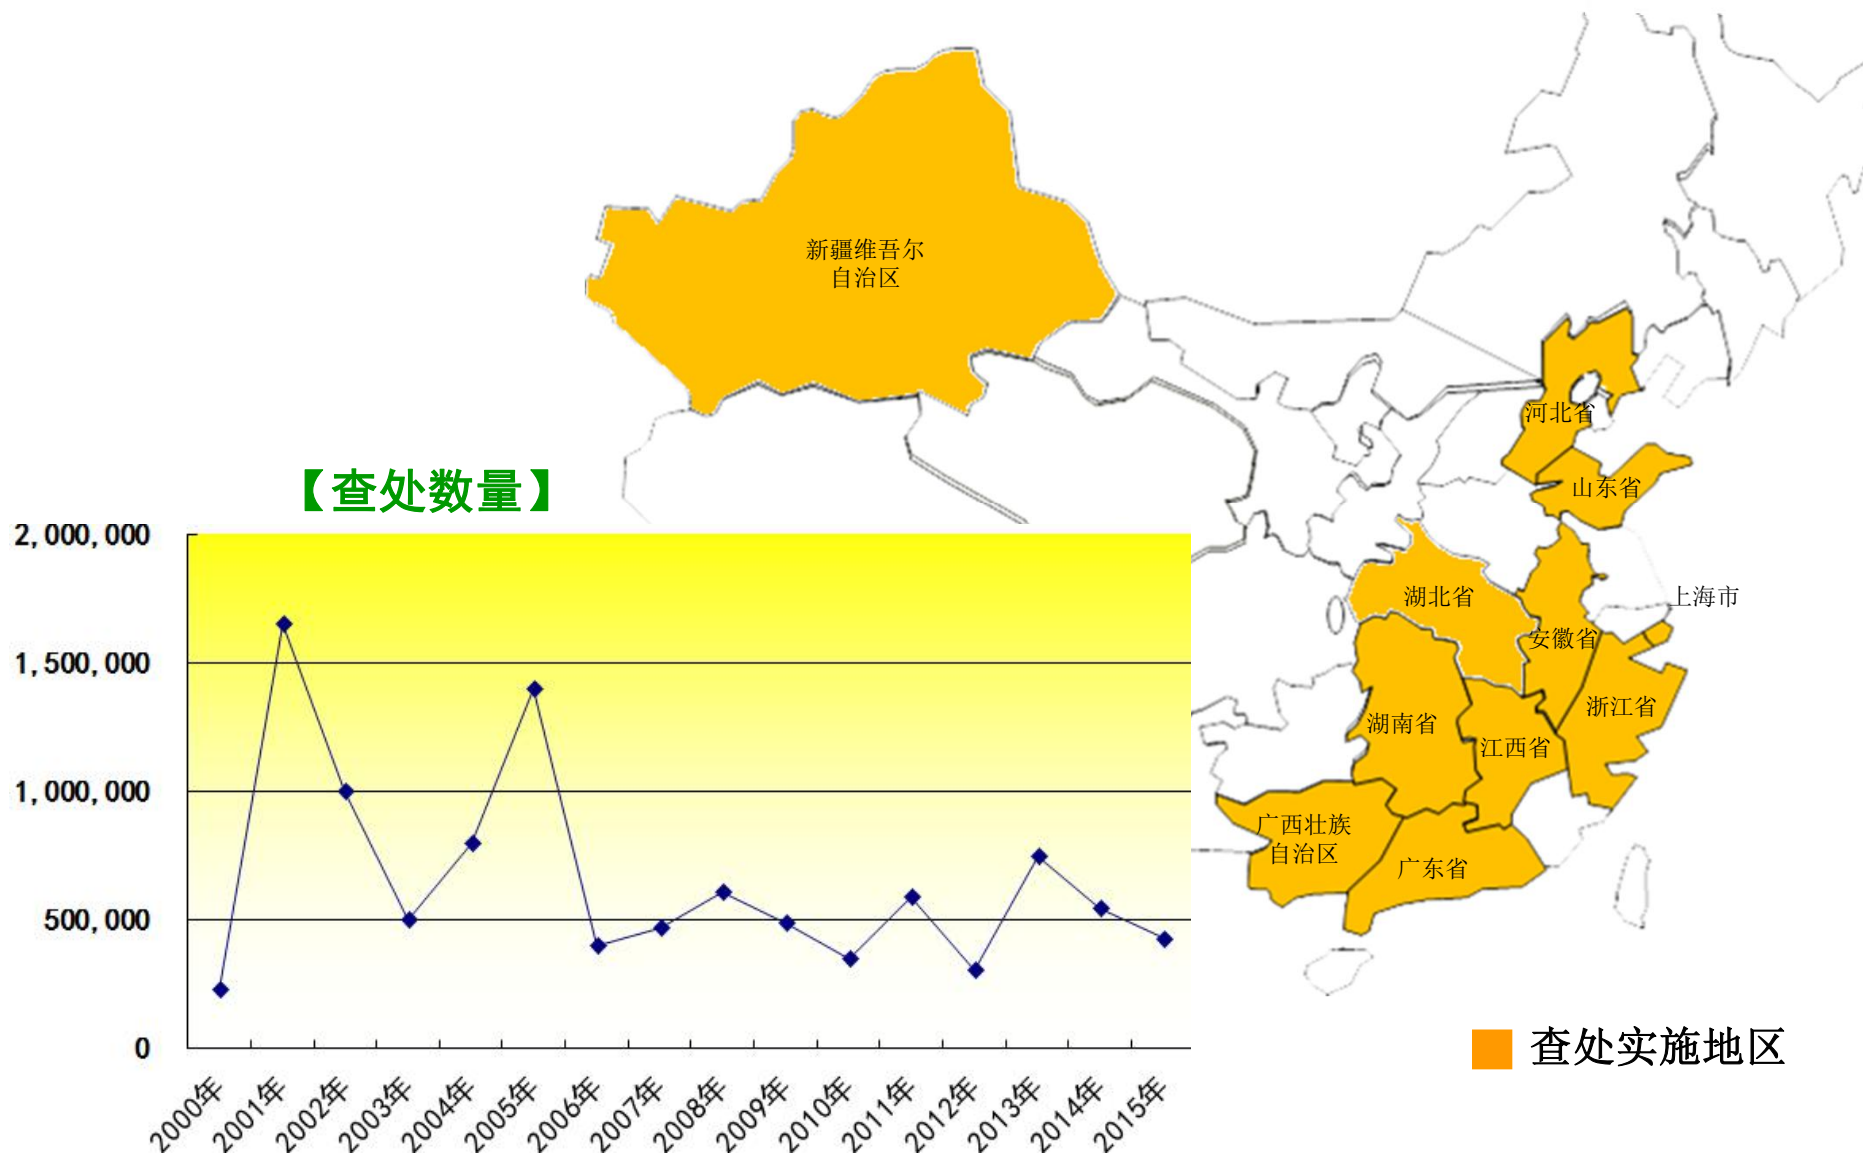 新疆维吾尔
自治区
河北省
山东省
【查处数量】
2,000,000
1,500,000
1,000,000
500,000
0
2000年
2001年
2002年
2003年
2004年
2005年
2006年
2007年
2008年
2009年
2010年
2011年
2012年
2013年
2014年
2015年
湖北省
上海市
安徽省
浙江省
湖南省
江西省
广西壮族
自治区
广东省
查处实施地区